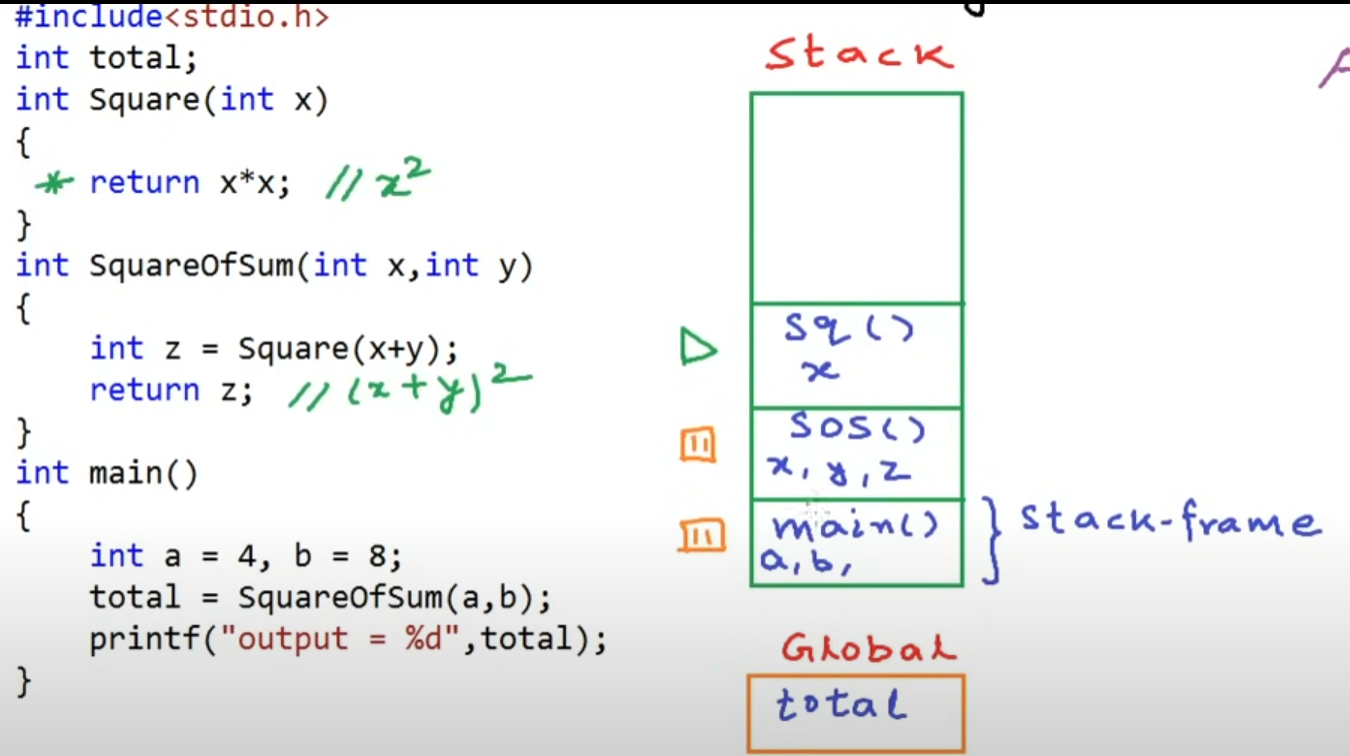 #include<stdio.h>
int total;
int Square(int x)
{
* return x*x; // x²
}
int SquareOfSum(int x,int y)
{
int z = Square(x+y);
return z; // (x+y)²
}
int main()
{
int a = 4, b = 8;
total = SquareOfSum(a,b);
printf("output = %d",total);
}
Stack
Sq()
x
SOS()
x, y, z
main()
a, b,
stack-frame
Global
total